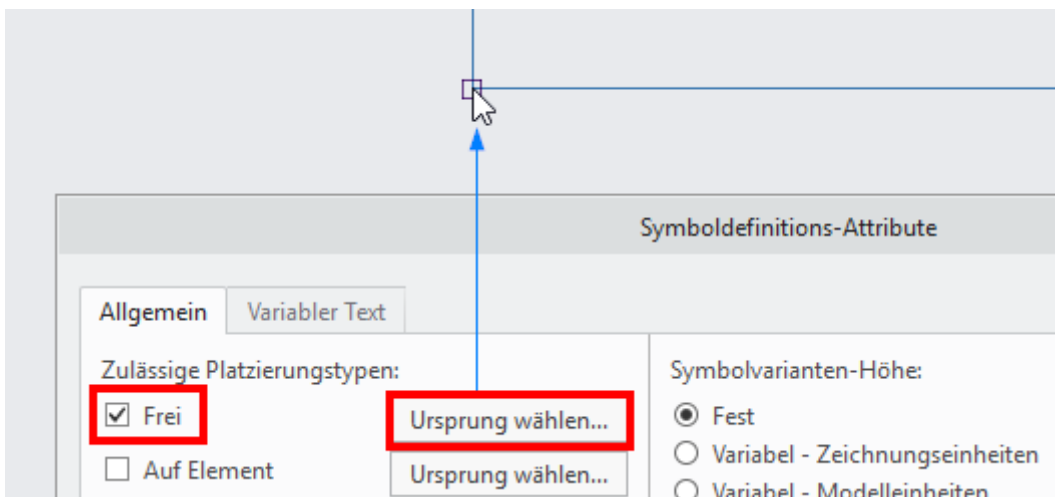 Symboldefinitions-Attribute
Allgemein
Variabler Text
Zulässige Platzierungstypen:
Frei
Ursprung wählen...
Auf Element
Ursprung wählen...
Symbolvarianten-Höhe:
Fest
Variabel - Zeichnungseinheiten
Variabel - Modelleinheiten